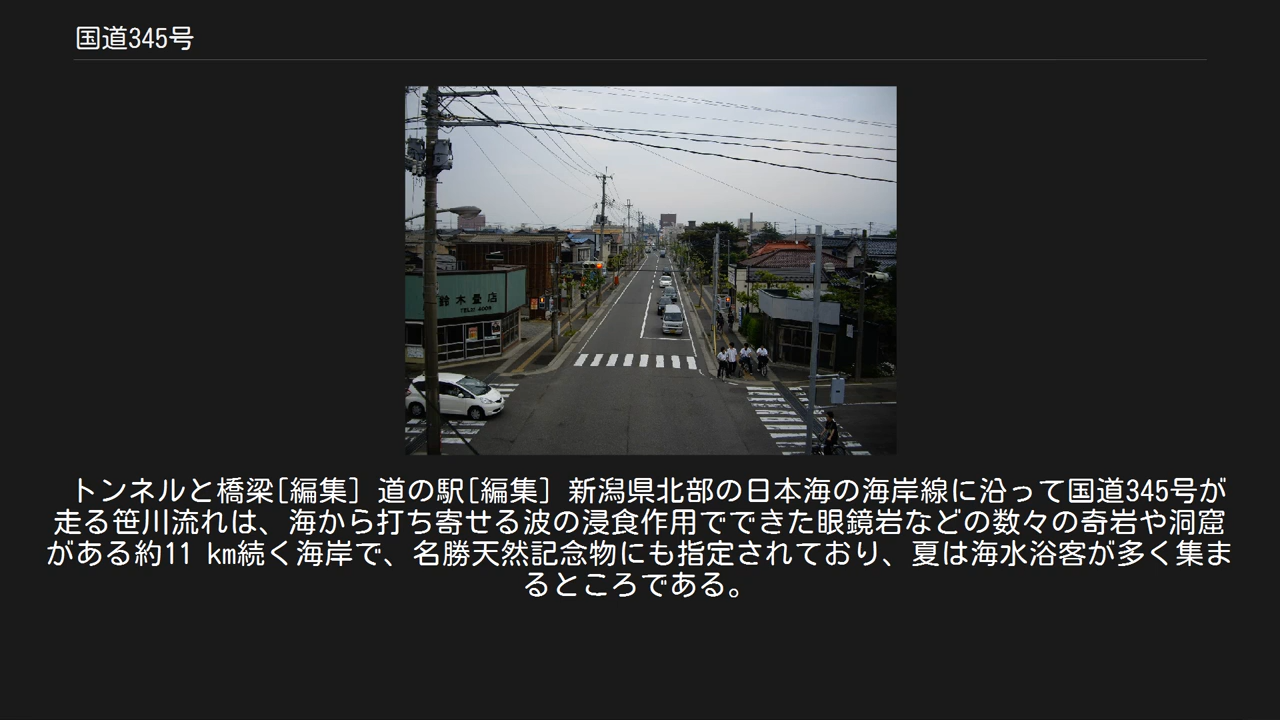 国道345号
鈴木畳店
トンネルと橋梁[編集] 道の駅[編集] 新潟県北部の日本海の海岸線に沿って国道345号が
走る笹川流れは、海から打ち寄せる波の浸食作用でできた眼鏡岩などの数々の奇岩や洞窟
がある約11 km続く海岸で、名勝天然記念物にも指定されており、夏は海水浴客が多く集ま
るところである。